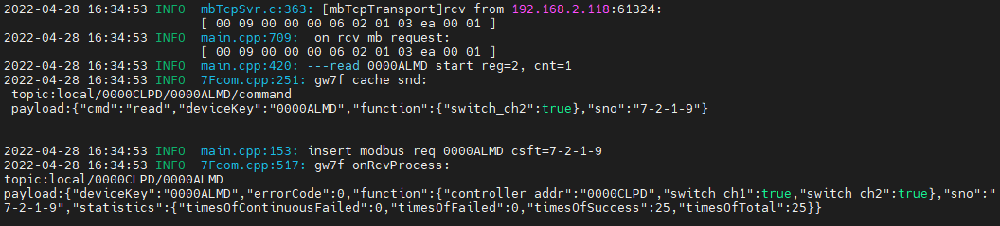 2022-04-28 16:34:53 INFO  mbTcpSvr.c:363: [mbTcpTransport]rcv from 192.168.2.118:61324:
[ 00 09 00 00 00 06 02 01 03 ea 00 01 ]
2022-04-28 16:34:53 INFO  main.cpp:709:  on rcv mb request:
[ 00 09 00 00 00 06 02 01 03 ea 00 01 ]
2022-04-28 16:34:53 INFO  main.cpp:420: ---read 0000ALMD start reg=2, cnt=1
2022-04-28 16:34:53 INFO  7Fcom.cpp:251: gw7f cache snd:
topic:local/0000CLPD/0000ALMD/command
payload:{"cmd":"read","deviceKey":"0000ALMD","function":{"switch_ch2":true},"sno":"7-2-1-9"}
2022-04-28 16:34:53 INFO  main.cpp:153: insert modbus req 0000ALMD csft=7-2-1-9
2022-04-28 16:34:53 INFO  7Fcom.cpp:517: gw7f onRcvProcess:
topic:local/0000CLPD/0000ALMD
payload:{"deviceKey":"0000ALMD","errorCode":0,"function":{"controller_addr":"0000CLPD","switch_ch1":true,"switch_ch2":true},"sno":"
7-2-1-9","statistics":{"timesOfContinuousFailed":0,"timesOfFailed":0,"timesOfSuccess":25,"timesOfTotal":25}}